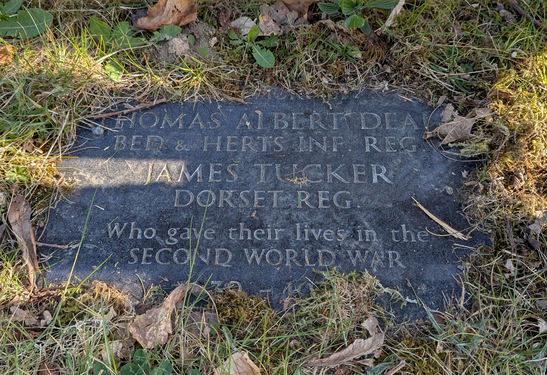 THOMAS ALBERT DEA
BED & HERTS INF. REG.
JAMES TUCKER
DORSET REG.
Who gave their lives in the
SECOND WORLD WAR